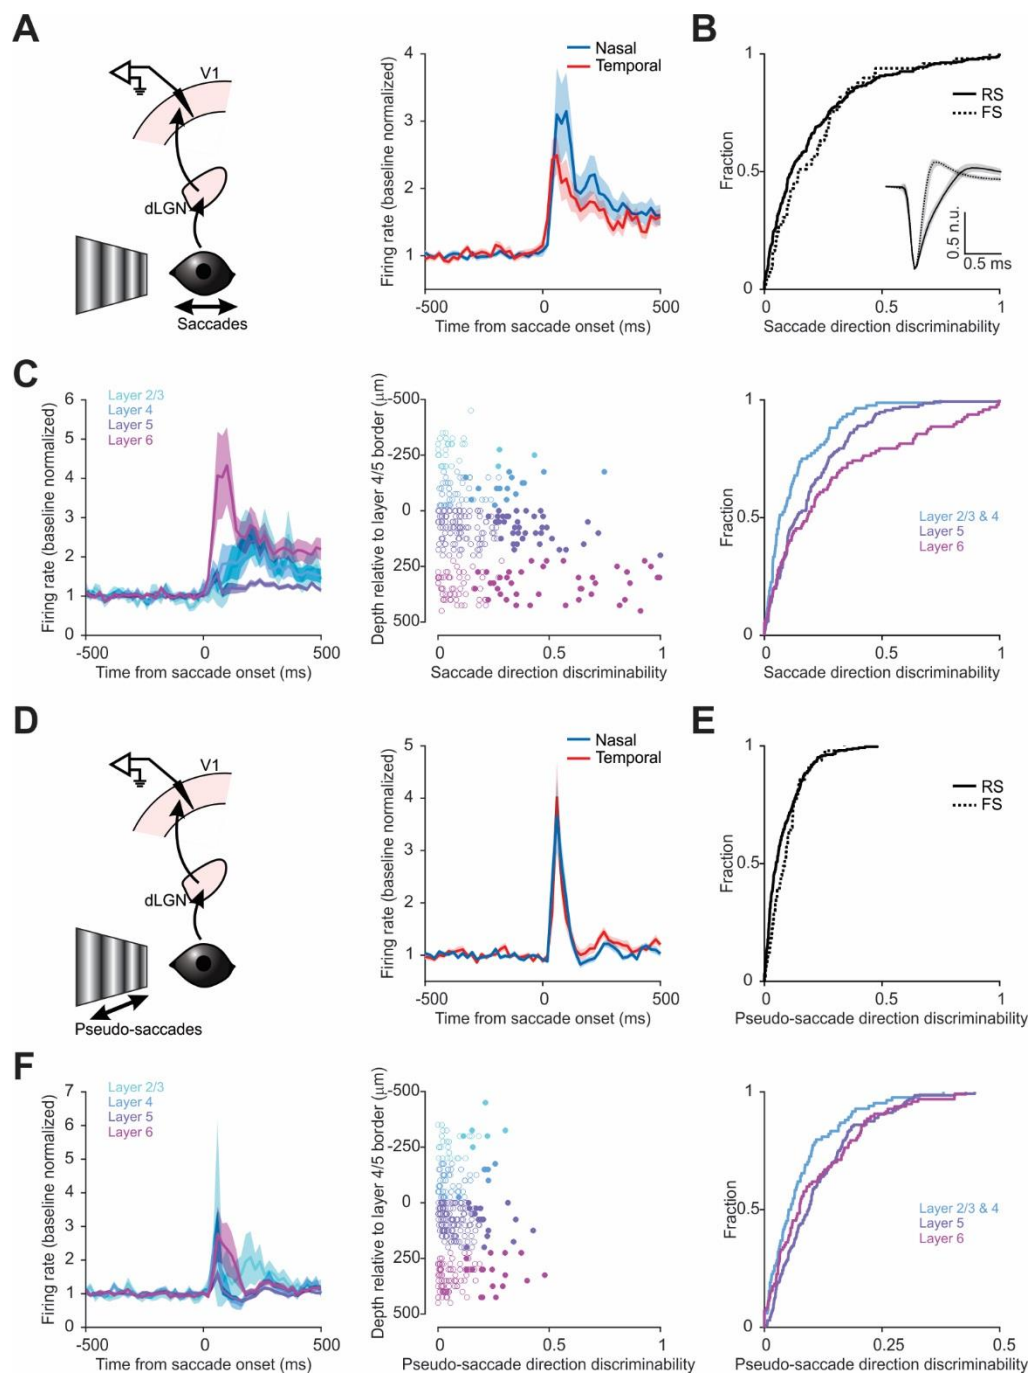 A
V1
dLGN
Saccades
Nasal
Temporal
4
3
2
1
Firing rate (baseline normalized)
-500
0
500
Time from saccade onset (ms)
B
1
0.5
0
Fraction
RS
FS
0.5 n.u.
0.5 ms
0
0.5
1
Saccade direction discriminability
C
Layer 2/3
Layer 4
Layer 5
Layer 6
6
5
4
3
2
1
0
Firing rate (baseline normalized)
-500
0
500
Time from saccade onset (ms)
-500
-250
0
250
500
Depth relative to layer 4/5 border (μm)
0
0.5
1
Saccade direction discriminability
1
0.5
0
Fraction
Layer 2/3 & 4
Layer 5
Layer 6
0
0.5
1
Saccade direction discriminability
D
V1
dLGN
Pseudo-saccades
Nasal
Temporal
5
4
3
2
1
Firing rate (baseline normalized)
-500
0
500
Time from saccade onset (ms)
E
1
0.5
0
Fraction
RS
FS
0
0.5
1
Pseudo-saccade direction discriminability
F
Layer 2/3
Layer 4
Layer 5
Layer 6
7
6
5
4
3
2
1
0
Firing rate (baseline normalized)
-500
0
500
Time from saccade onset (ms)
-500
-250
0
250
500
Depth relative to layer 4/5 border (μm)
0
0.5
1
Pseudo-saccade direction discriminability
1
0.5
0
Fraction
Layer 2/3 & 4
Layer 5
Layer 6
0
0.25
0.5
Pseudo-saccade direction discriminability